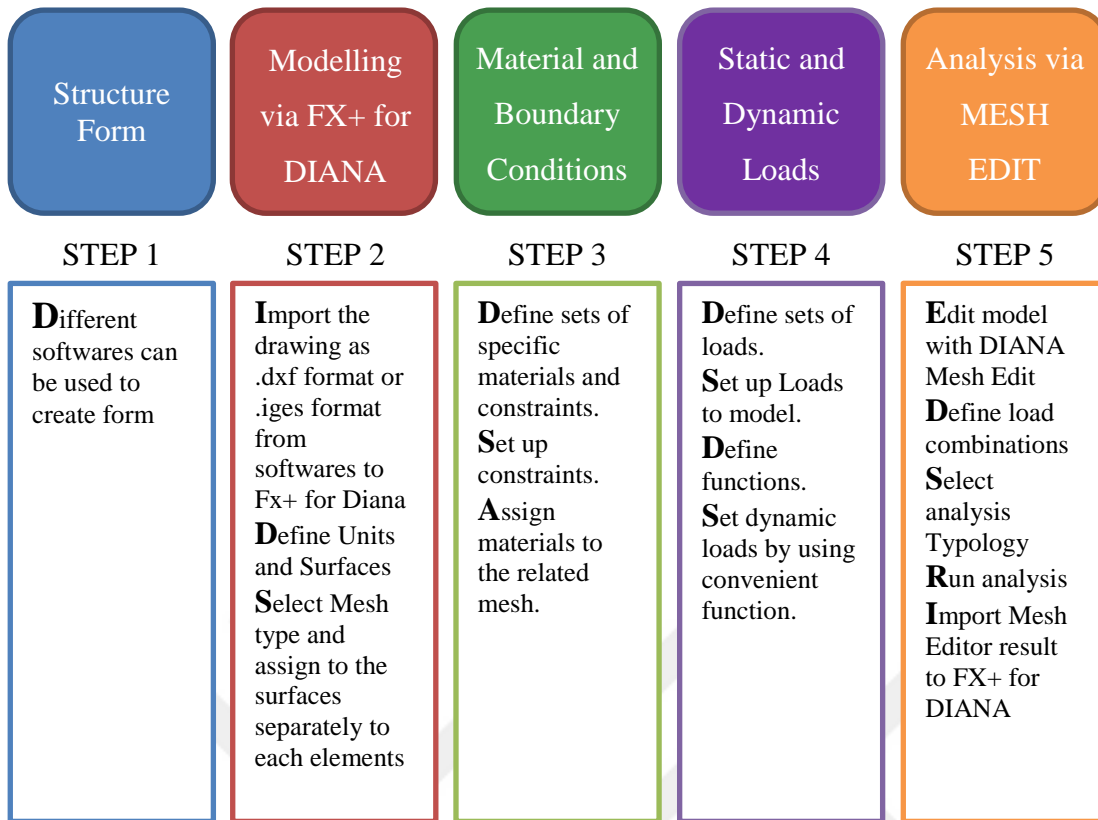 Structure
Form
Modelling
via FX+ for
DIANA
Material and
Boundary
Conditions
Static and
Dynamic
Loads
Analysis via
MESH
EDIT
STEP 1
STEP 2
STEP 3
STEP 4
STEP 5
Different
softwares can
be used to
create form
Import the
drawing as
.dxf format or
.iges format
from
softwares to
Fx+ for Diana
Define Units
and Surfaces
Select Mesh
type and
assign to the
surfaces
separately to
each elements
Define sets of
specific
materials and
constraints.
Set up
constraints.
Assign
materials to
the related
mesh.
Define sets of
loads.
Set up Loads
to model.
Define
functions.
Set dynamic
loads by using
convenient
function.
Edit model
with DIANA
Mesh Edit
Define load
combinations
Select
analysis
Typology
Run analysis
Import Mesh
Editor result
to FX+ for
DIANA